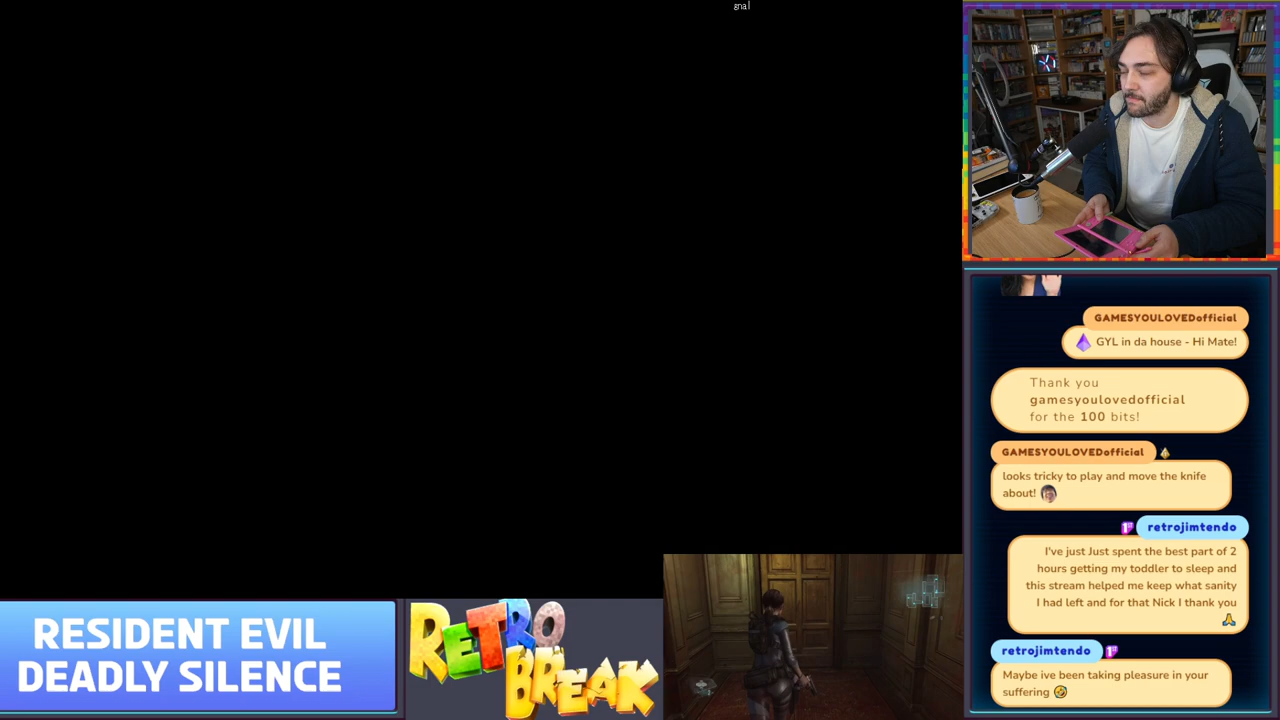 gnal
GAMESYOULOVEDofficial
GYL in da house - Hi Mate!
Thank you
gamesyoulovedofficial
for the 100 bits!
GAMESYOULOVEDofficial
looks tricky to play and move the knife
about!
retrojimtendo
I've just Just spent the best part of 2
hours getting my toddler to sleep and
this stream helped me keep what sanity
I had left and for that Nick I thank you
retrojimtendo
Maybe ive been taking pleasure in your
suffering
RESIDENT EVIL
DEADLY SILENCE
RETRO
BREAK